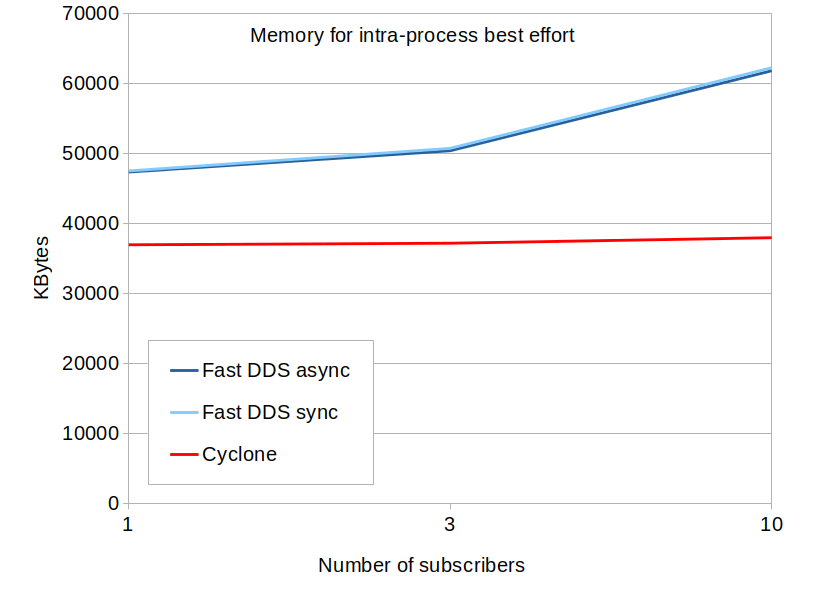 Memory for intra-process best effort
70000
60000
50000
40000
30000
20000
10000
0
KBytes
Fast DDS async
Fast DDS sync
Cyclone
1 3 10
Number of subscribers